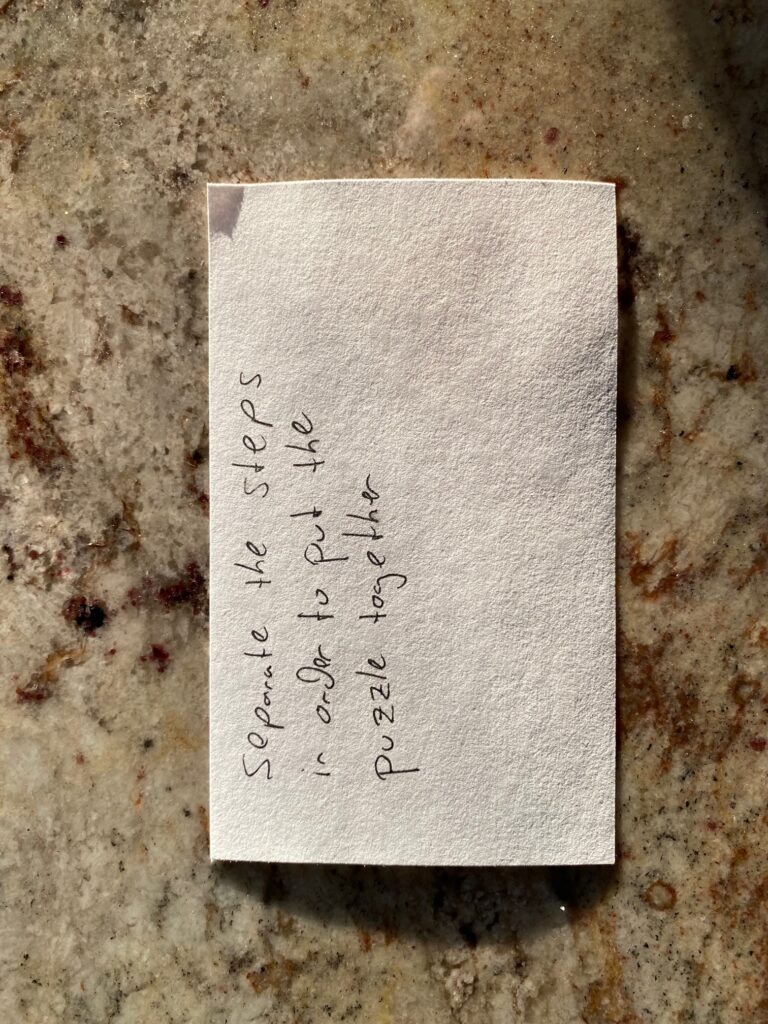 Separate the steps
in order to put the
puzzle together